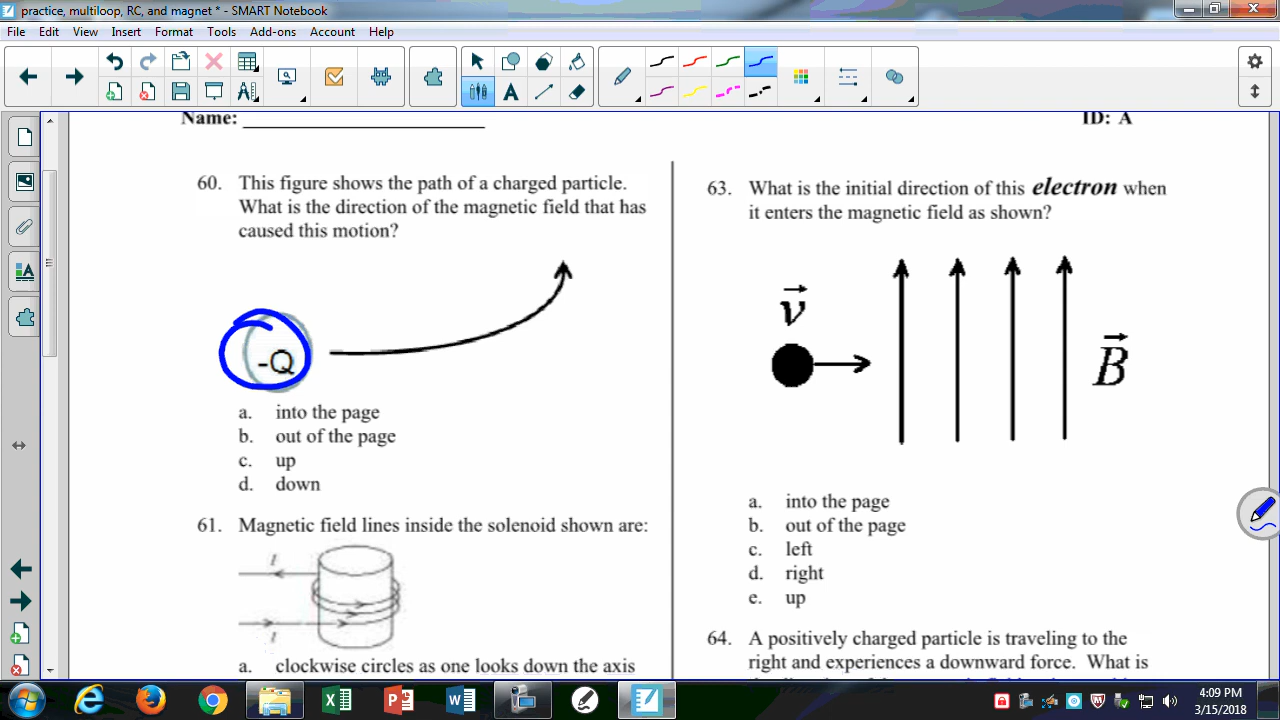 practice, multiloop, RC, and magnet * - SMART Notebook
File Edit View Insert Format Tools Add-ons Account Help
Name:
ID: A
60. This figure shows the path of a charged particle.
What is the direction of the magnetic field that has
caused this motion?
-Q
a. into the page
b. out of the page
c. up
d. down
61. Magnetic field lines inside the solenoid shown are:
I
I
a. clockwise circles as one looks down the axis
63. What is the initial direction of this electron when
it enters the magnetic field as shown?
v
B
a. into the page
b. out of the page
c. left
d. right
e. up
64. A positively charged particle is traveling to the
right and experiences a downward force. What is
4:09 PM
3/15/2018